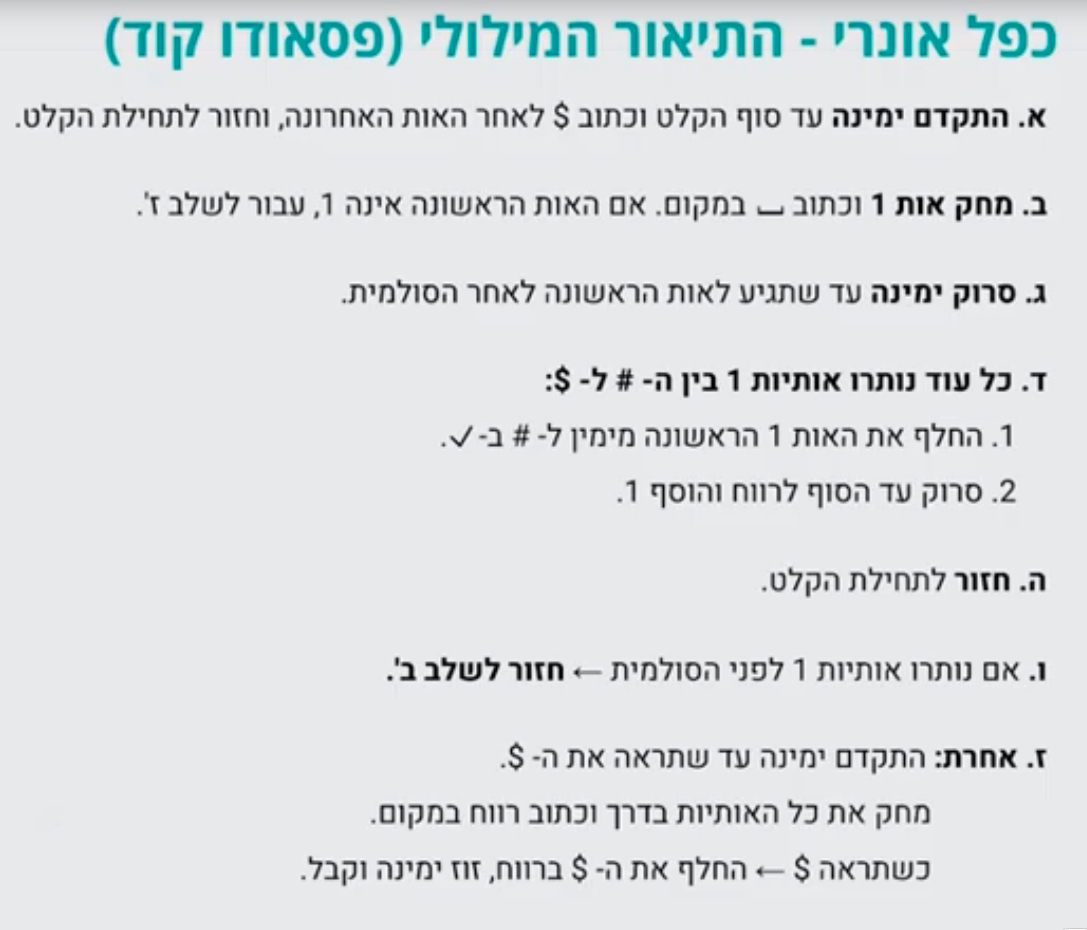 כפל אונרי - התיאור המילולי (פסאודו קוד)
א. התקדם ימינה עד סוף הקלט וכתוב $ לאחר האות האחרונה, וחזור לתחילת הקלט.
ב. מחק אות 1 וכתוב ⎵ במקום. אם האות הראשונה אינה 1, עבור לשלב ז'.
ג. סרוק ימינה עד שתגיע לאות הראשונה לאחר הסולמית.
ד. כל עוד נותרו אותיות 1 בין ה- # ל- $:
1. החלף את האות 1 הראשונה מימין ל- # ב- ✓.
2. סרוק עד הסוף לרווח והוסף 1.
ה. חזור לתחילת הקלט.
ו. אם נותרו אותיות 1 לפני הסולמית ← חזור לשלב ב'.
ז. אחרת: התקדם ימינה עד שתראה את ה- $.
מחק את כל האותיות בדרך וכתוב רווח במקום.
כשתראה $ ← החלף את ה- $ ברווח, זוז ימינה וקבל.